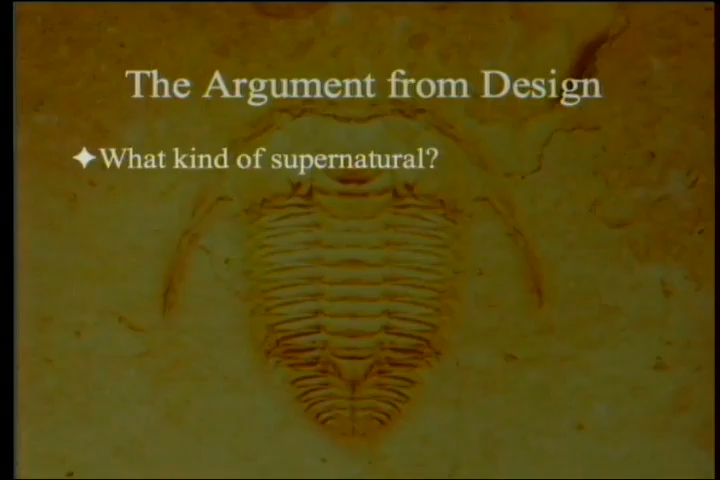 The Argument from Design
What kind of supernatural?